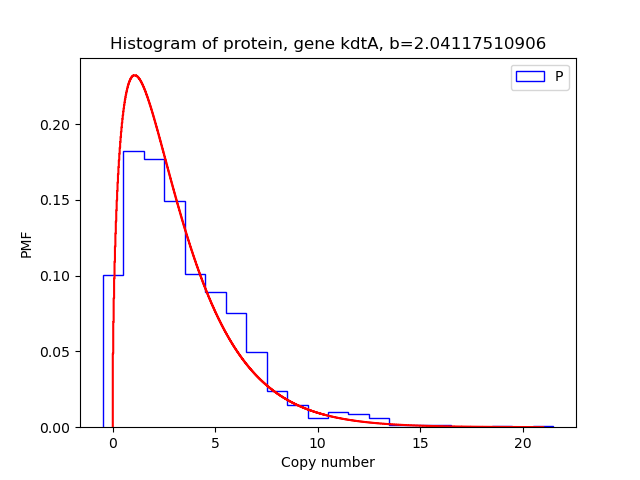 Histogram of protein, gene kdtA, b=2.04117510906
P
0.20
0.15
0.10
0.05
0.00
PMF
0
5
10
15
20
Copy number